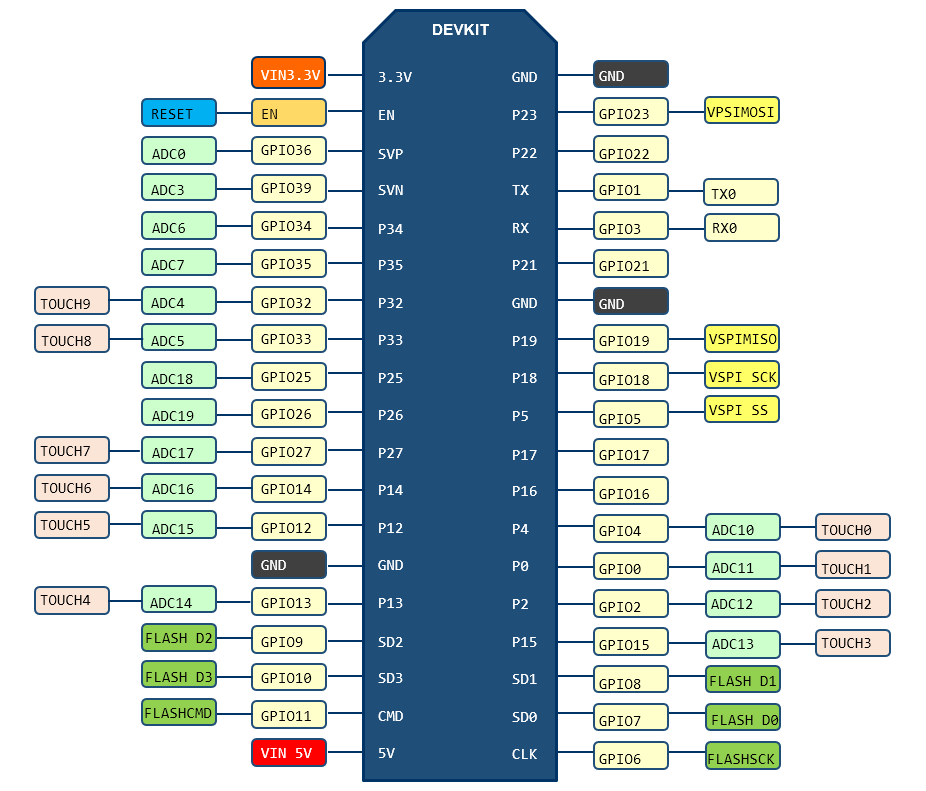 DEVKIT
VIN3.3V 3.3V GND GND
RESET EN EN P23 GPIO23 VPSIMOSI
ADC0 GPIO36 SVP P22 GPIO22
ADC3 GPIO39 SVN TX GPIO1 TX0
ADC6 GPIO34 P34 RX GPIO3 RX0
ADC7 GPIO35 P35 P21 GPIO21
TOUCH9 ADC4 GPIO32 P32 GND GND
TOUCH8 ADC5 GPIO33 P33 P19 GPIO19 VSPIMISO
ADC18 GPIO25 P25 P18 GPIO18 VSPI SCK
ADC19 GPIO26 P26 P5 GPIO5 VSPI SS
TOUCH7 ADC17 GPIO27 P27 P17 GPIO17
TOUCH6 ADC16 GPIO14 P14 P16 GPIO16
TOUCH5 ADC15 GPIO12 P12 P4 GPIO4 ADC10 TOUCH0
GND GND P0 GPIO0 ADC11 TOUCH1
TOUCH4 ADC14 GPIO13 P13 P2 GPIO2 ADC12 TOUCH2
FLASH D2 GPIO9 SD2 P15 GPIO15 ADC13 TOUCH3
FLASH D3 GPIO10 SD3 SD1 GPIO8 FLASH D1
FLASHCMD GPIO11 CMD SD0 GPIO7 FLASH D0
VIN 5V 5V CLK GPIO6 FLASHSCK